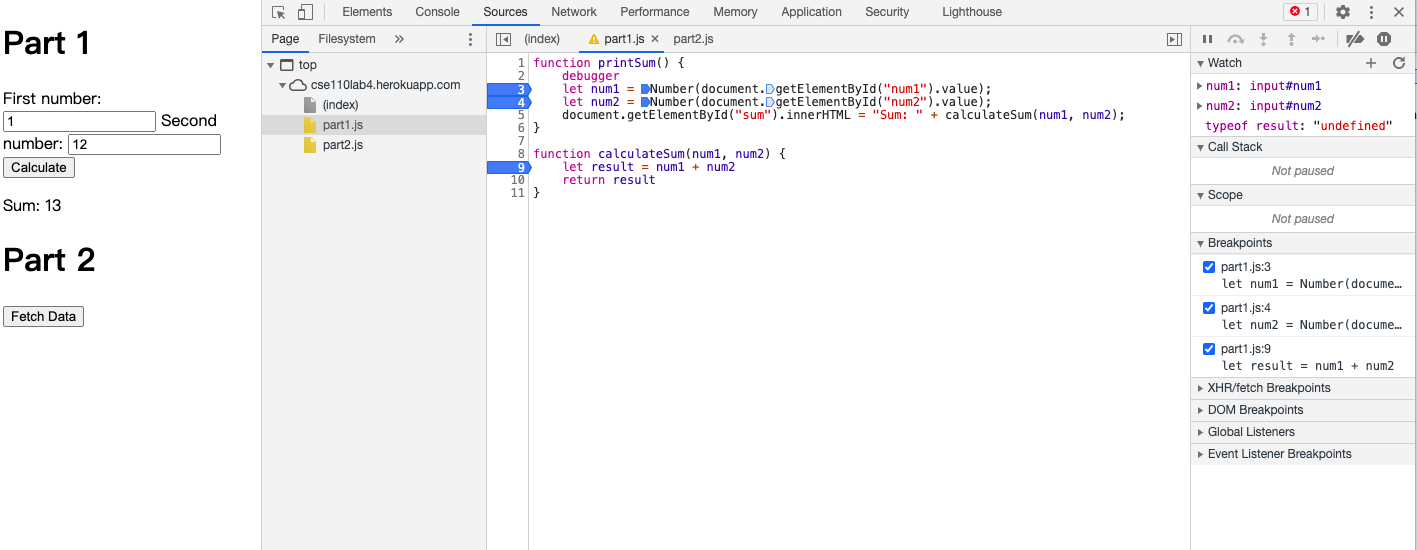 Part 1
First number:
1 Second
number: 12
Calculate
Sum: 13
Part 2
Fetch Data
Elements Console Sources Network Performance Memory Application Security Lighthouse 1
Page Filesystem »
top
cse110lab4.herokuapp.com
(index)
part1.js
part2.js
(index) part1.js × part2.js
1 function printSum() {
2 debugger
3 let num1 = Number(document.getElementById("num1").value);
4 let num2 = Number(document.getElementById("num2").value);
5 document.getElementById("sum").innerHTML = "Sum: " + calculateSum(num1, num2);
6 }
7
8 function calculateSum(num1, num2) {
9 let result = num1 + num2
10 return result
11 }
Watch
num1: input#num1
num2: input#num2
typeof result: "undefined"
Call Stack
Not paused
Scope
Not paused
Breakpoints
part1.js:3
let num1 = Number(docume…
part1.js:4
let num2 = Number(docume…
part1.js:9
let result = num1 + num2
XHR/fetch Breakpoints
DOM Breakpoints
Global Listeners
Event Listener Breakpoints